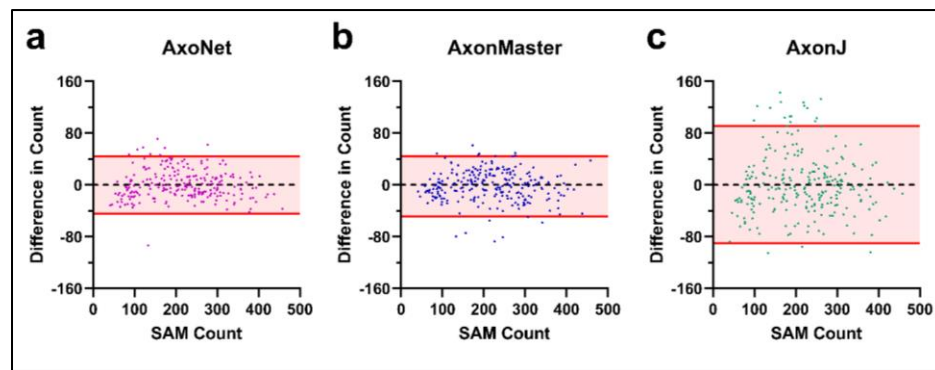 a AxoNet
b AxonMaster
c AxonJ
Difference in Count
160
80
0
-80
-160
0 100 200 300 400 500
SAM Count
Difference in Count
160
80
0
-80
-160
0 100 200 300 400 500
SAM Count
Difference in Count
160
80
0
-80
-160
0 100 200 300 400 500
SAM Count